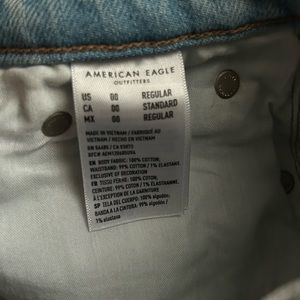 AMERICAN EAGLE
OUTFITTERS
US 00 REGULAR
CA 00 STANDARD
MX 00 REGULAR
MADE IN VIETNAM / FABRIQUÉ AU
VIETNAM / HECHO EN VIETNAM
EN BODY FABRIC: 100% COTTON,
WAISTBAND: 99% COTTON / 1% ELASTANE,
EXCLUSIVE OF DECORATION
FR TISSU FERME: 100% COTON,
CEINTURE: 99% COTON / 1% ÉLASTHANNE,
À L'EXCEPTION DE LA GARNITURE
SP TELA DEL CUERPO: 100% algodón/
BANDA A LA CINTURA: 99% algodón/
1% elastano